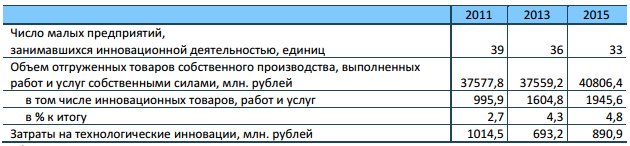 2011 2013 2015
Число малых предприятий,
занимавшихся инновационной деятельностью, единиц 39 36 33
Объем отгруженных товаров собственного производства, выполненных
работ и услуг собственными силами, млн. рублей 37577,8 37559,2 40806,4
в том числе инновационных товаров, работ и услуг 995,9 1604,8 1945,6
в % к итогу 2,7 4,3 4,8
Затраты на технологические инновации, млн. рублей 1014,5 693,2 890,9